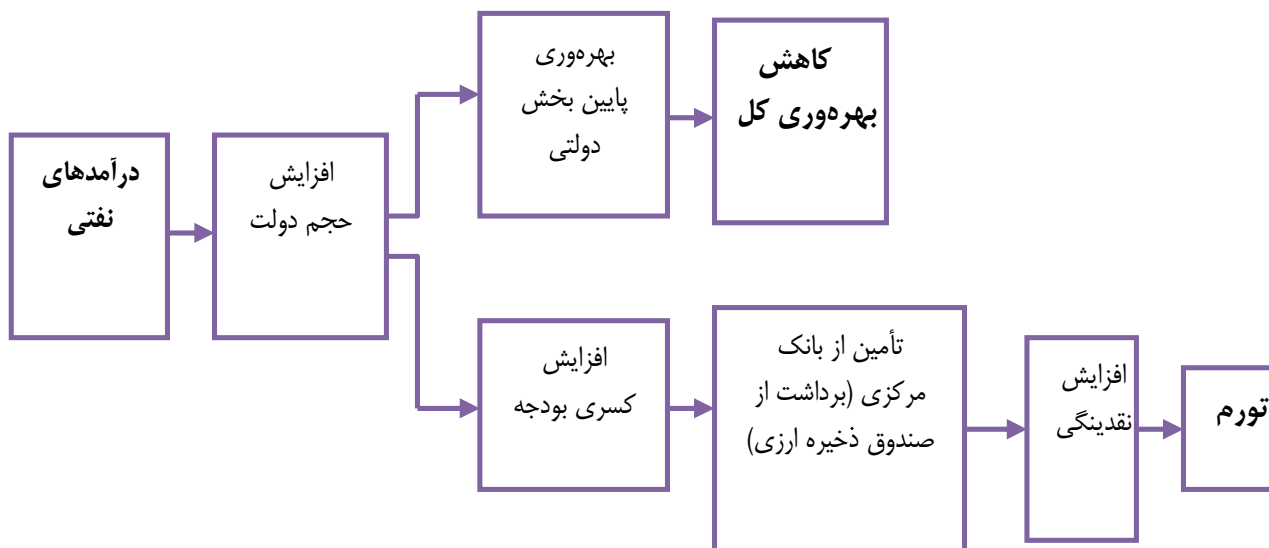 درآمدهای
نفتی
افزایش
حجم دولت
بهره‌وری
پایین بخش
دولتی
کاهش
بهره‌وری کل
افزایش
کسری بودجه
تأمین از بانک
مرکزی (برداشت از
صندوق ذخیره ارزی)
افزایش
نقدینگی
تورم